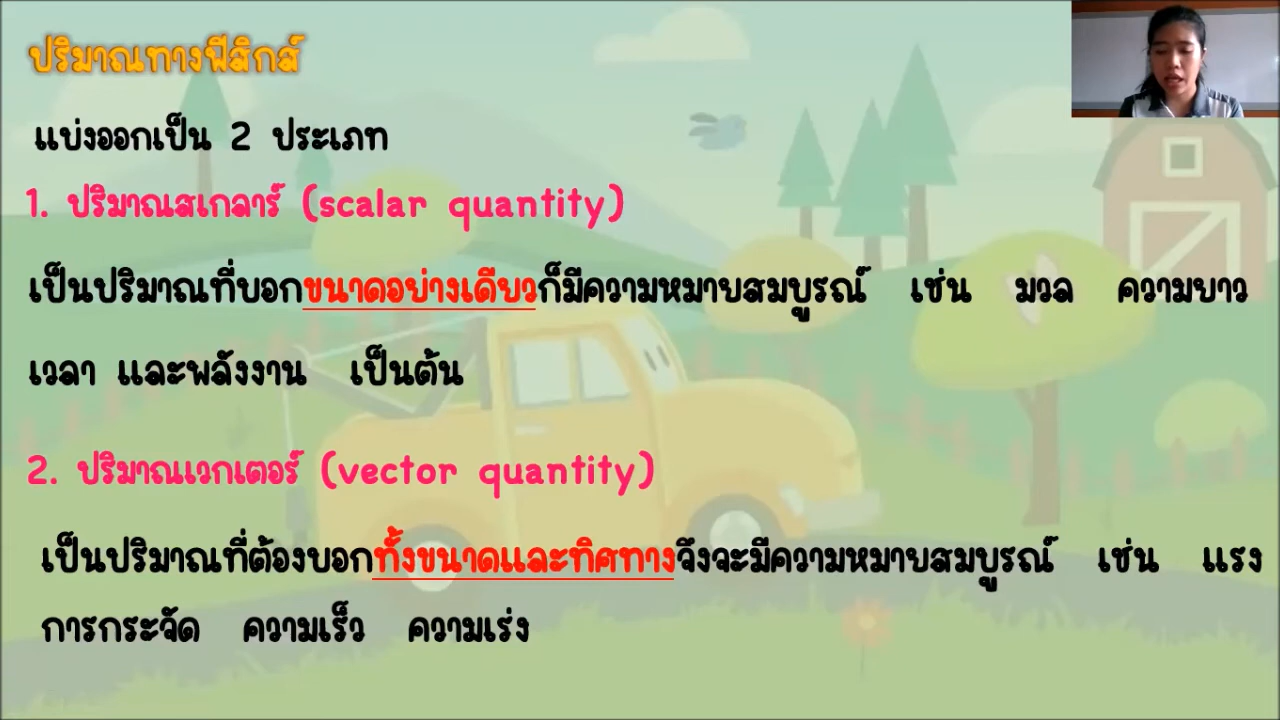 ปริมาณทางฟิสิกส์
แบ่งออกเป็น 2 ประเภท
1. ปริมาณสเกลาร์ (scalar quantity)
เป็นปริมาณที่บอกขนาดอย่างเดียวก็มีความหมายสมบูรณ์ เช่น มวล ความยาว
เวลา และพลังงาน เป็นต้น
2. ปริมาณเวกเตอร์ (vector quantity)
เป็นปริมาณที่ต้องบอกทั้งขนาดและทิศทางจึงจะมีความหมายสมบูรณ์ เช่น แรง
การกระจัด ความเร็ว ความเร่ง